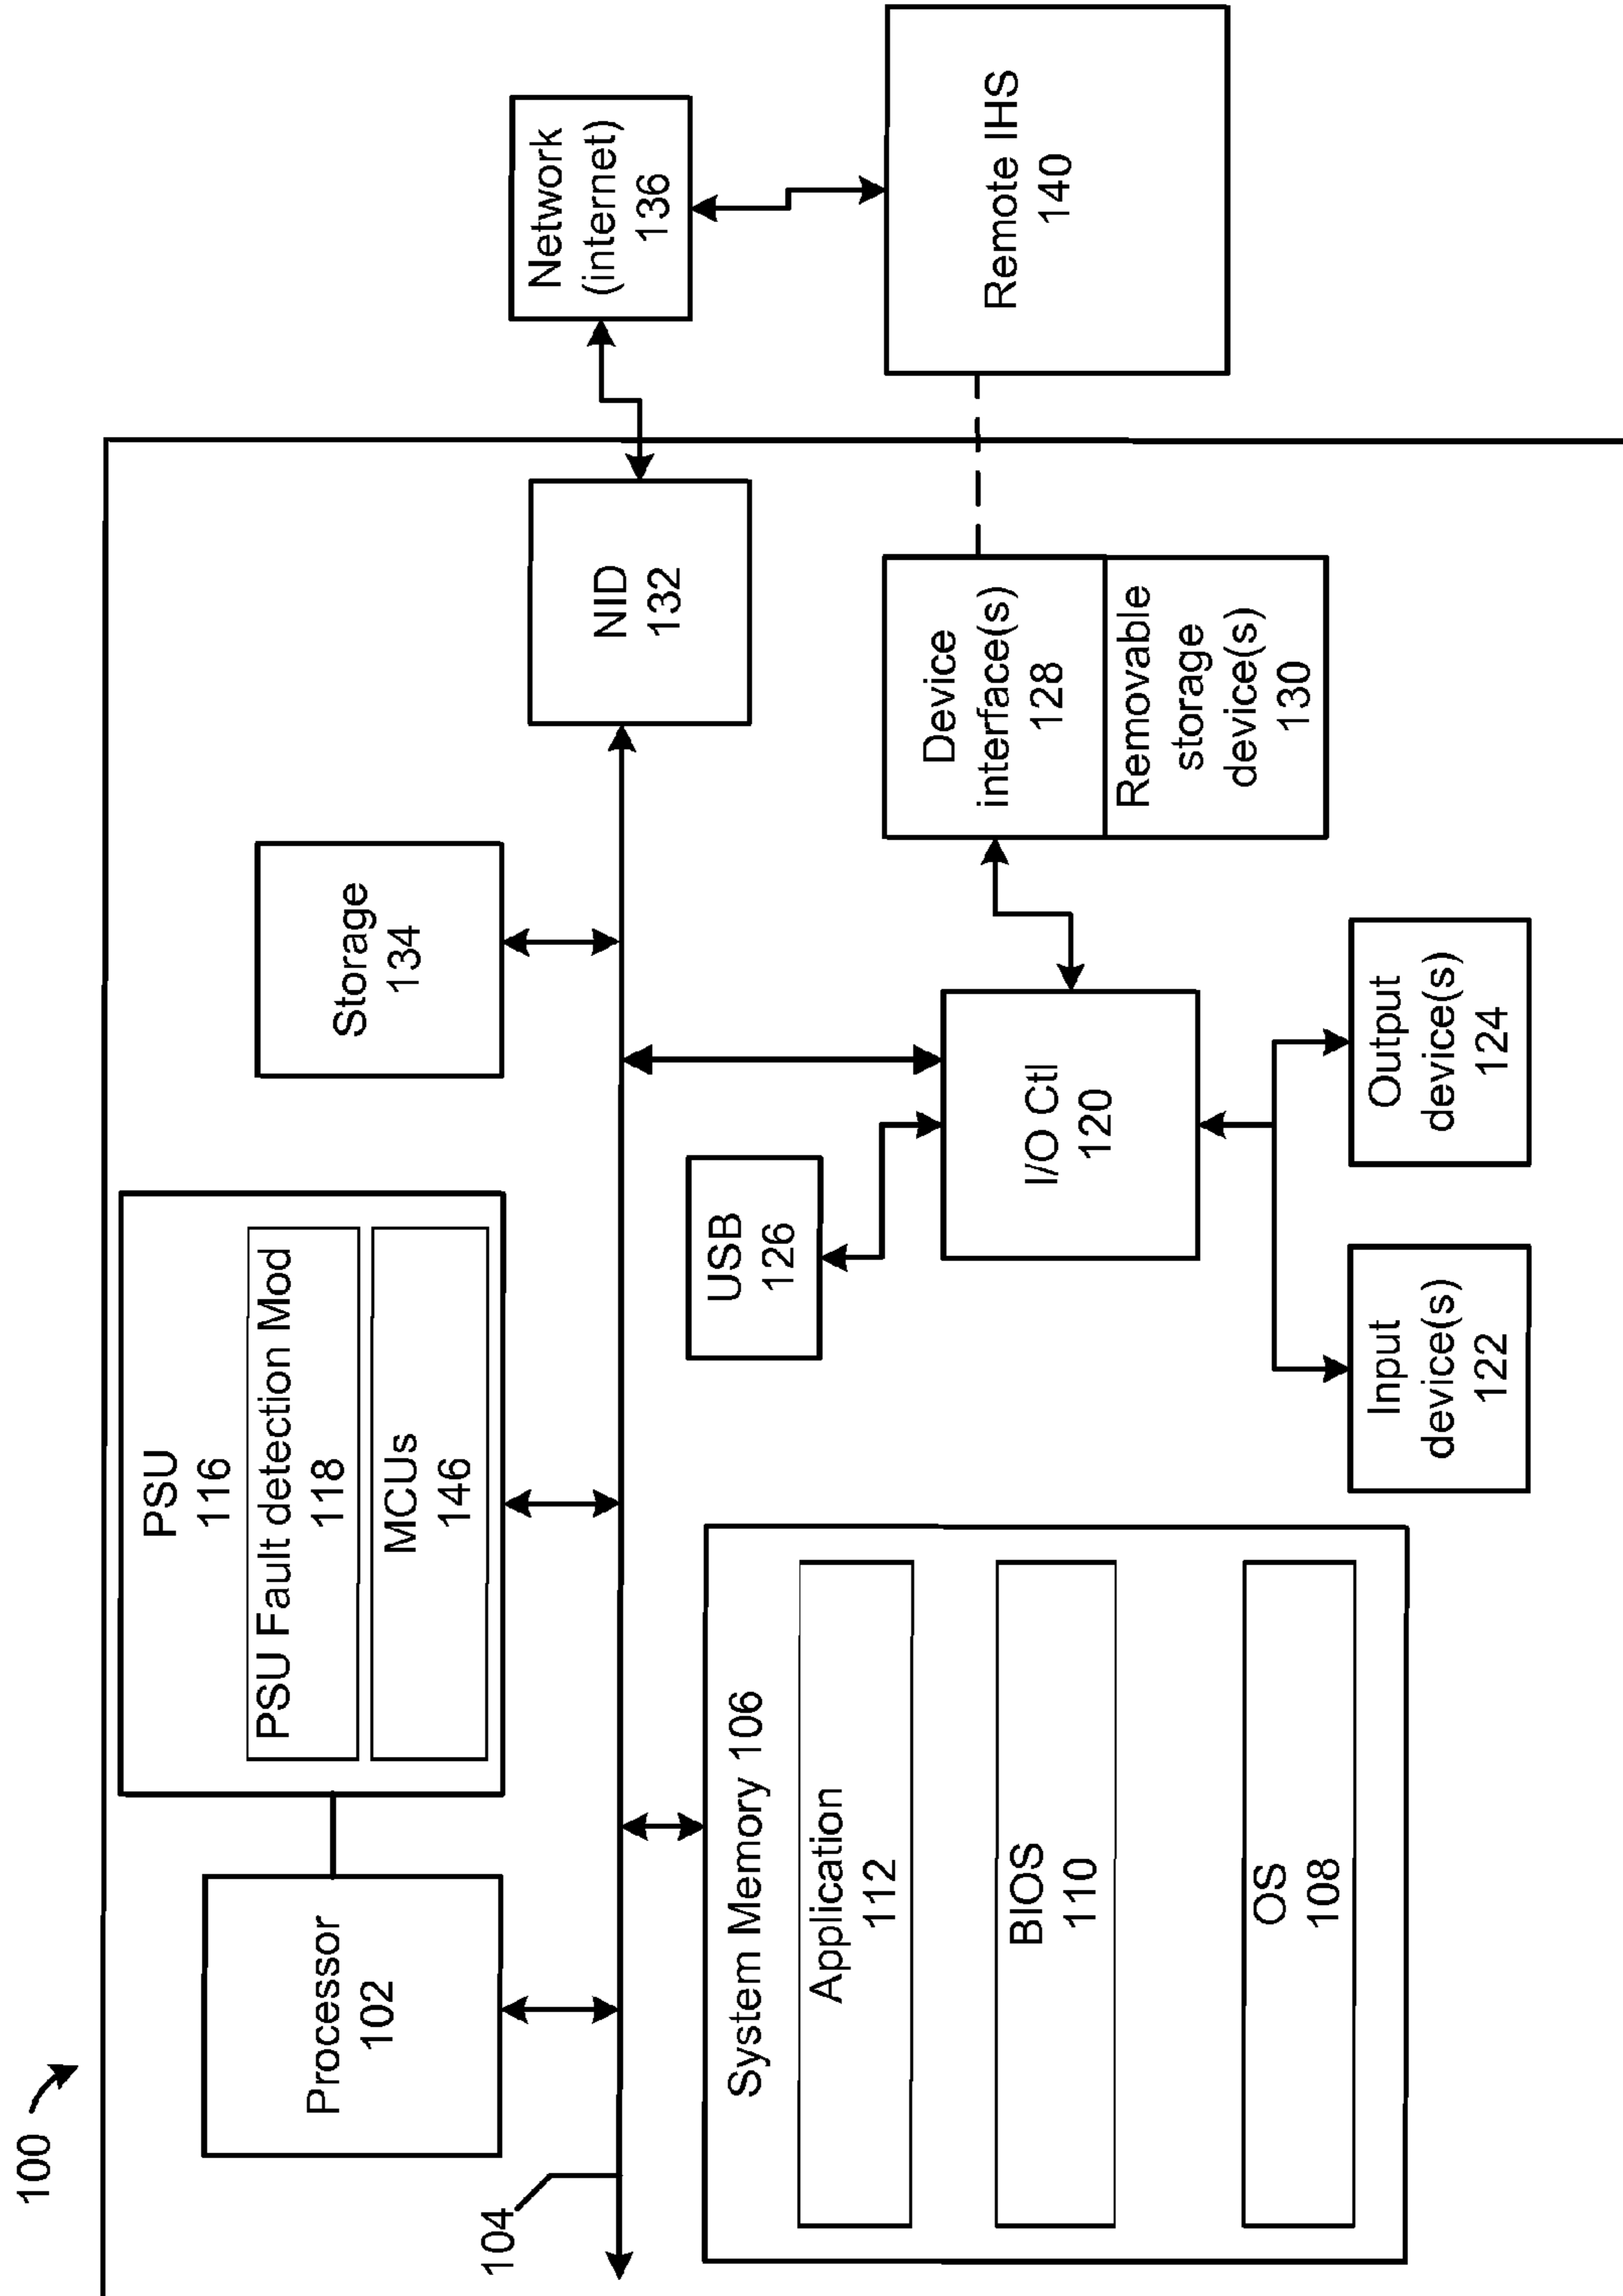 100
Processor
102
PSU
116
PSU Fault detection Mod
118
MCUs
146
Storage
134
104
NID
132
Network
(internet)
136
System Memory 106
Application
112
BIOS
110
OS
108
USB
126
I/O Ctl
120
Device
interface(s)
128
Removable
storage
device(s)
130
Remote IHS
140
Input
device(s)
122
Output
device(s)
124